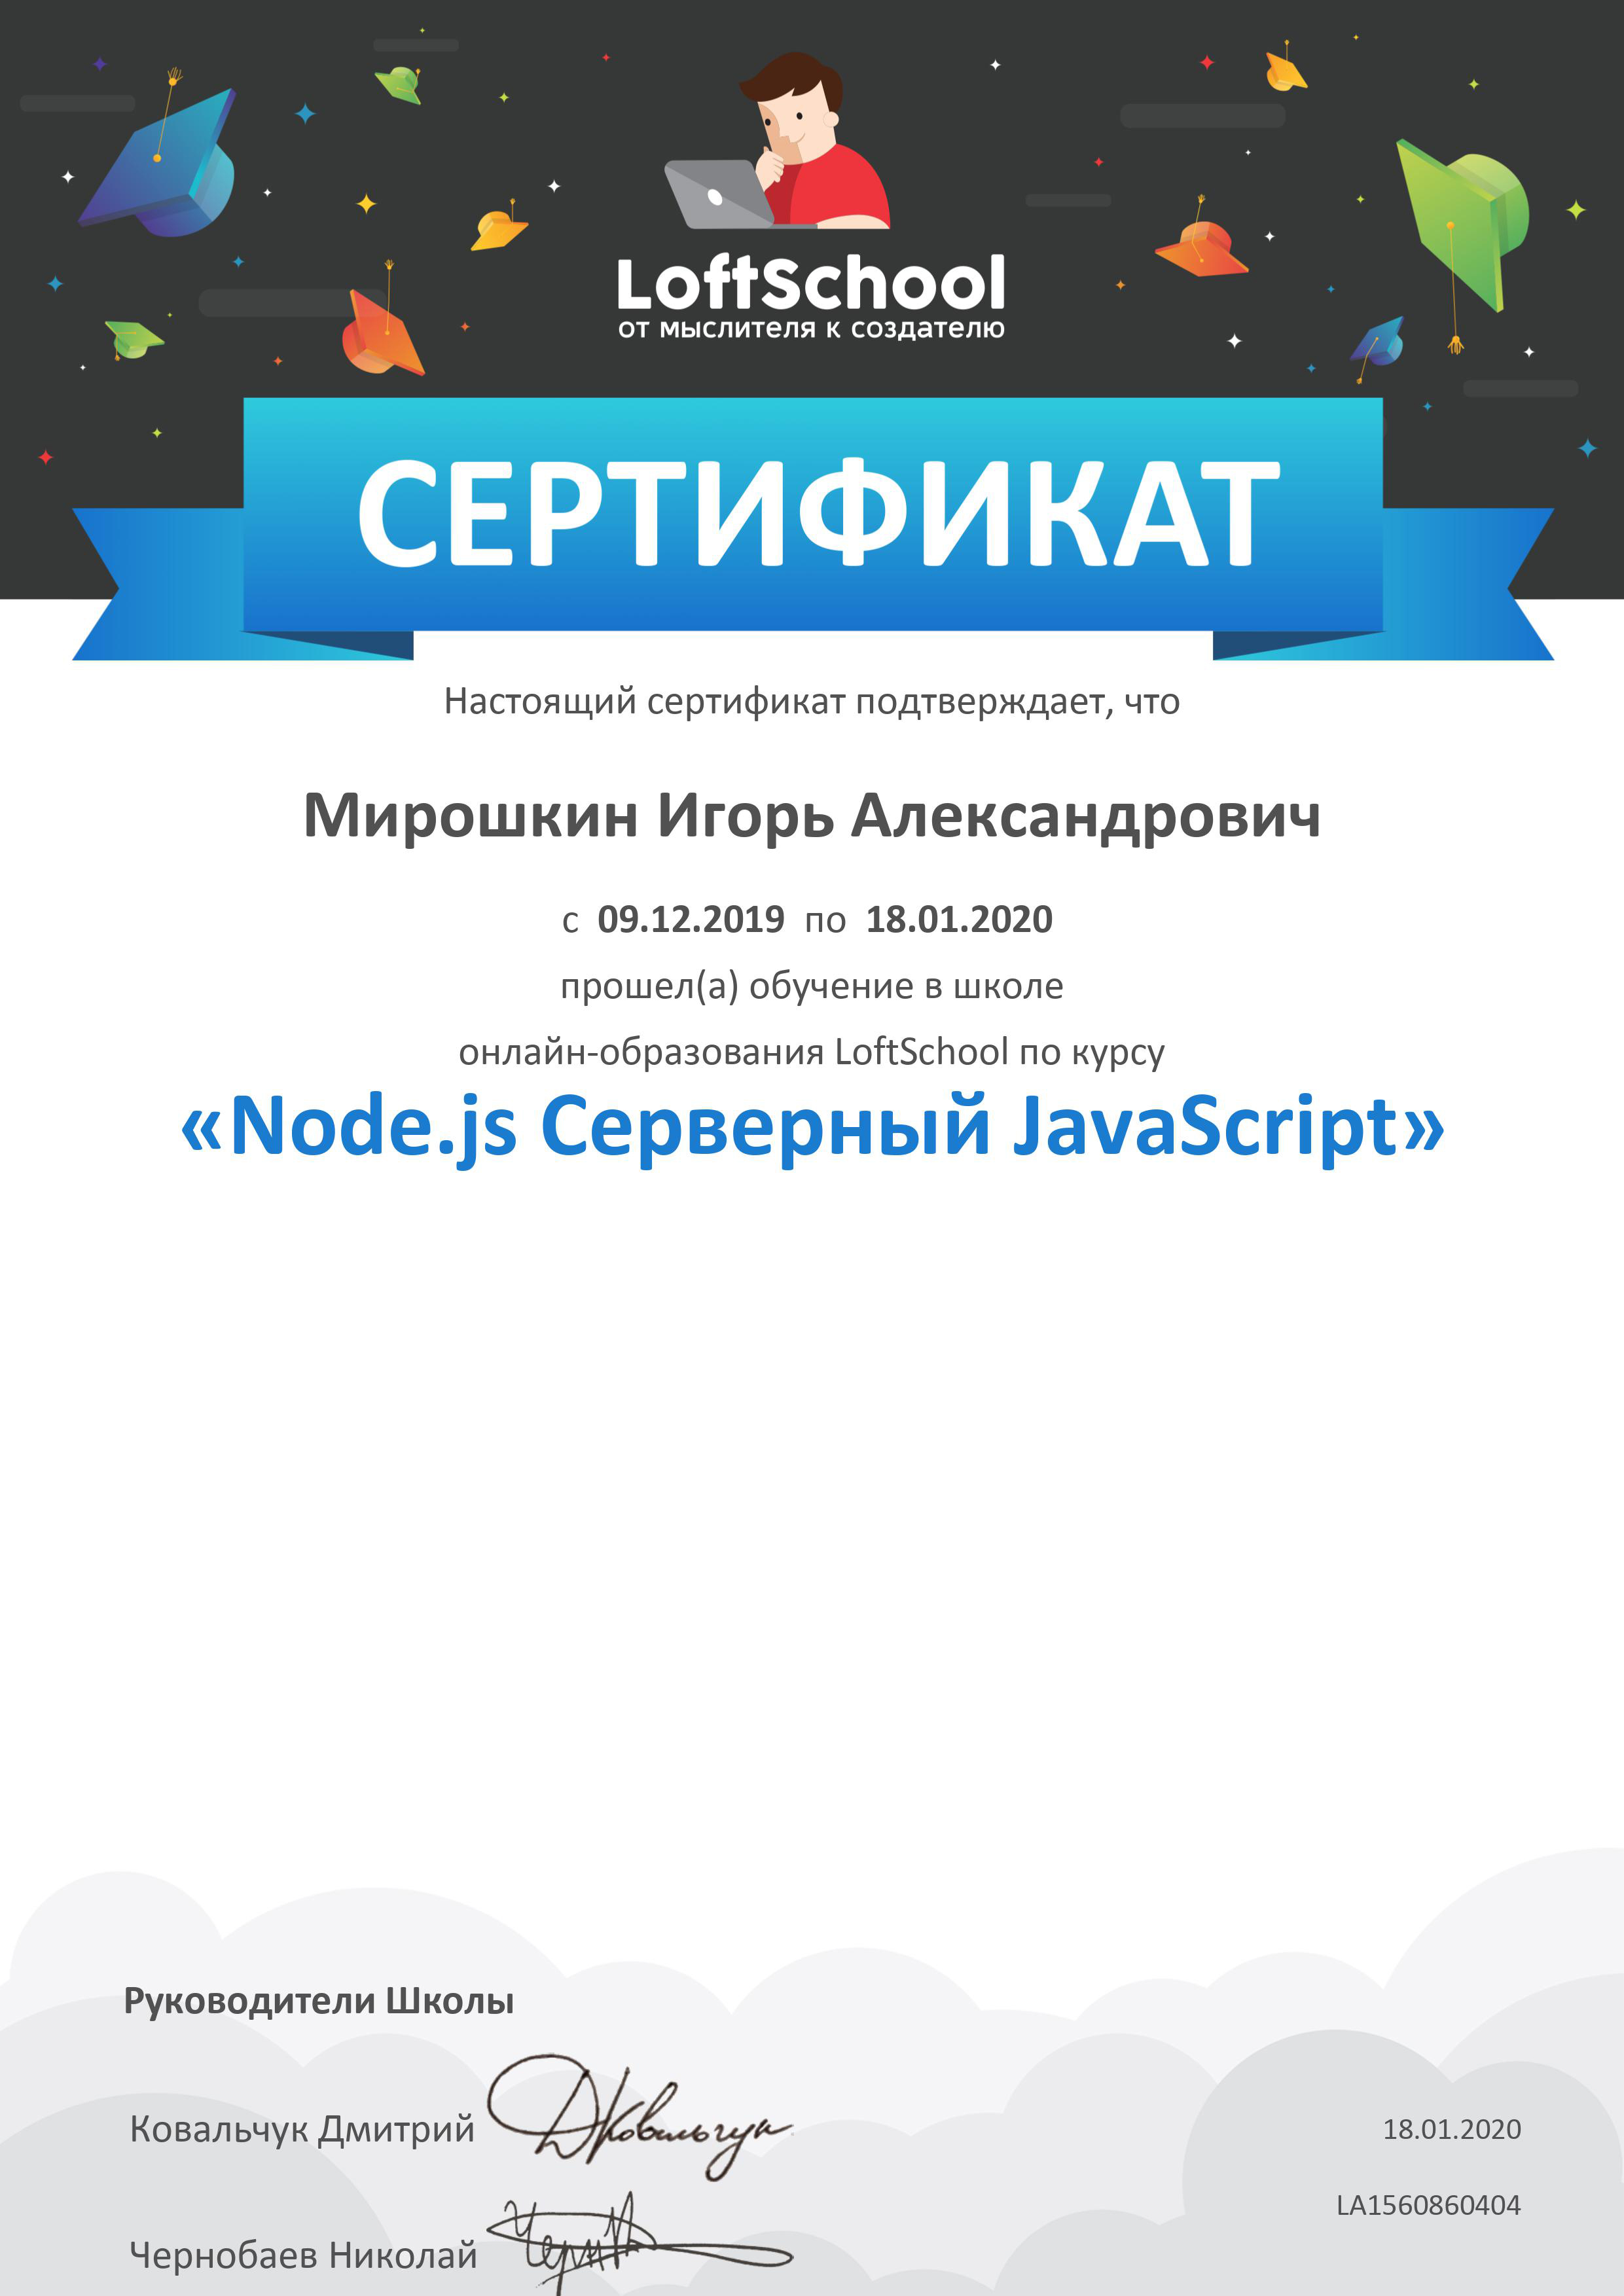 LoftSchool
от мыслителя к создателю
СЕРТИФИКАТ
Настоящий сертификат подтверждает, что
Мирошкин Игорь Александрович
с 09.12.2019 по 18.01.2020
прошел(а) обучение в школе
онлайн-образования LoftSchool по курсу
«Node.js Серверный JavaScript»
Руководители Школы
Ковальчук Дмитрий
18.01.2020
LA1560860404
Чернобаев Николай